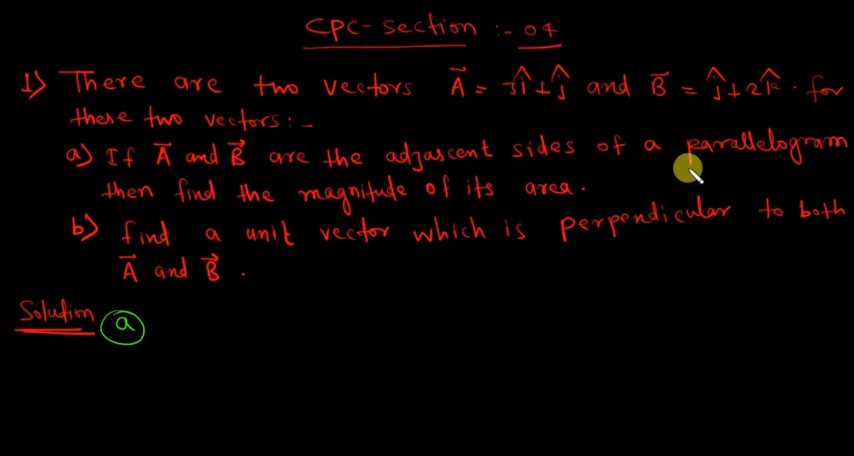 Cpc-section :- 04
1) There are two vectors A⃗ = 3î+ĵ and B⃗ = ĵ+2k̂. for
these two vectors:-
a) If A⃗ and B⃗ are the adjascent sides of a parallelogram
then find the magnitude of its area.
b) find a unit vector which is perpendicular to both
A⃗ and B⃗.
Solution a